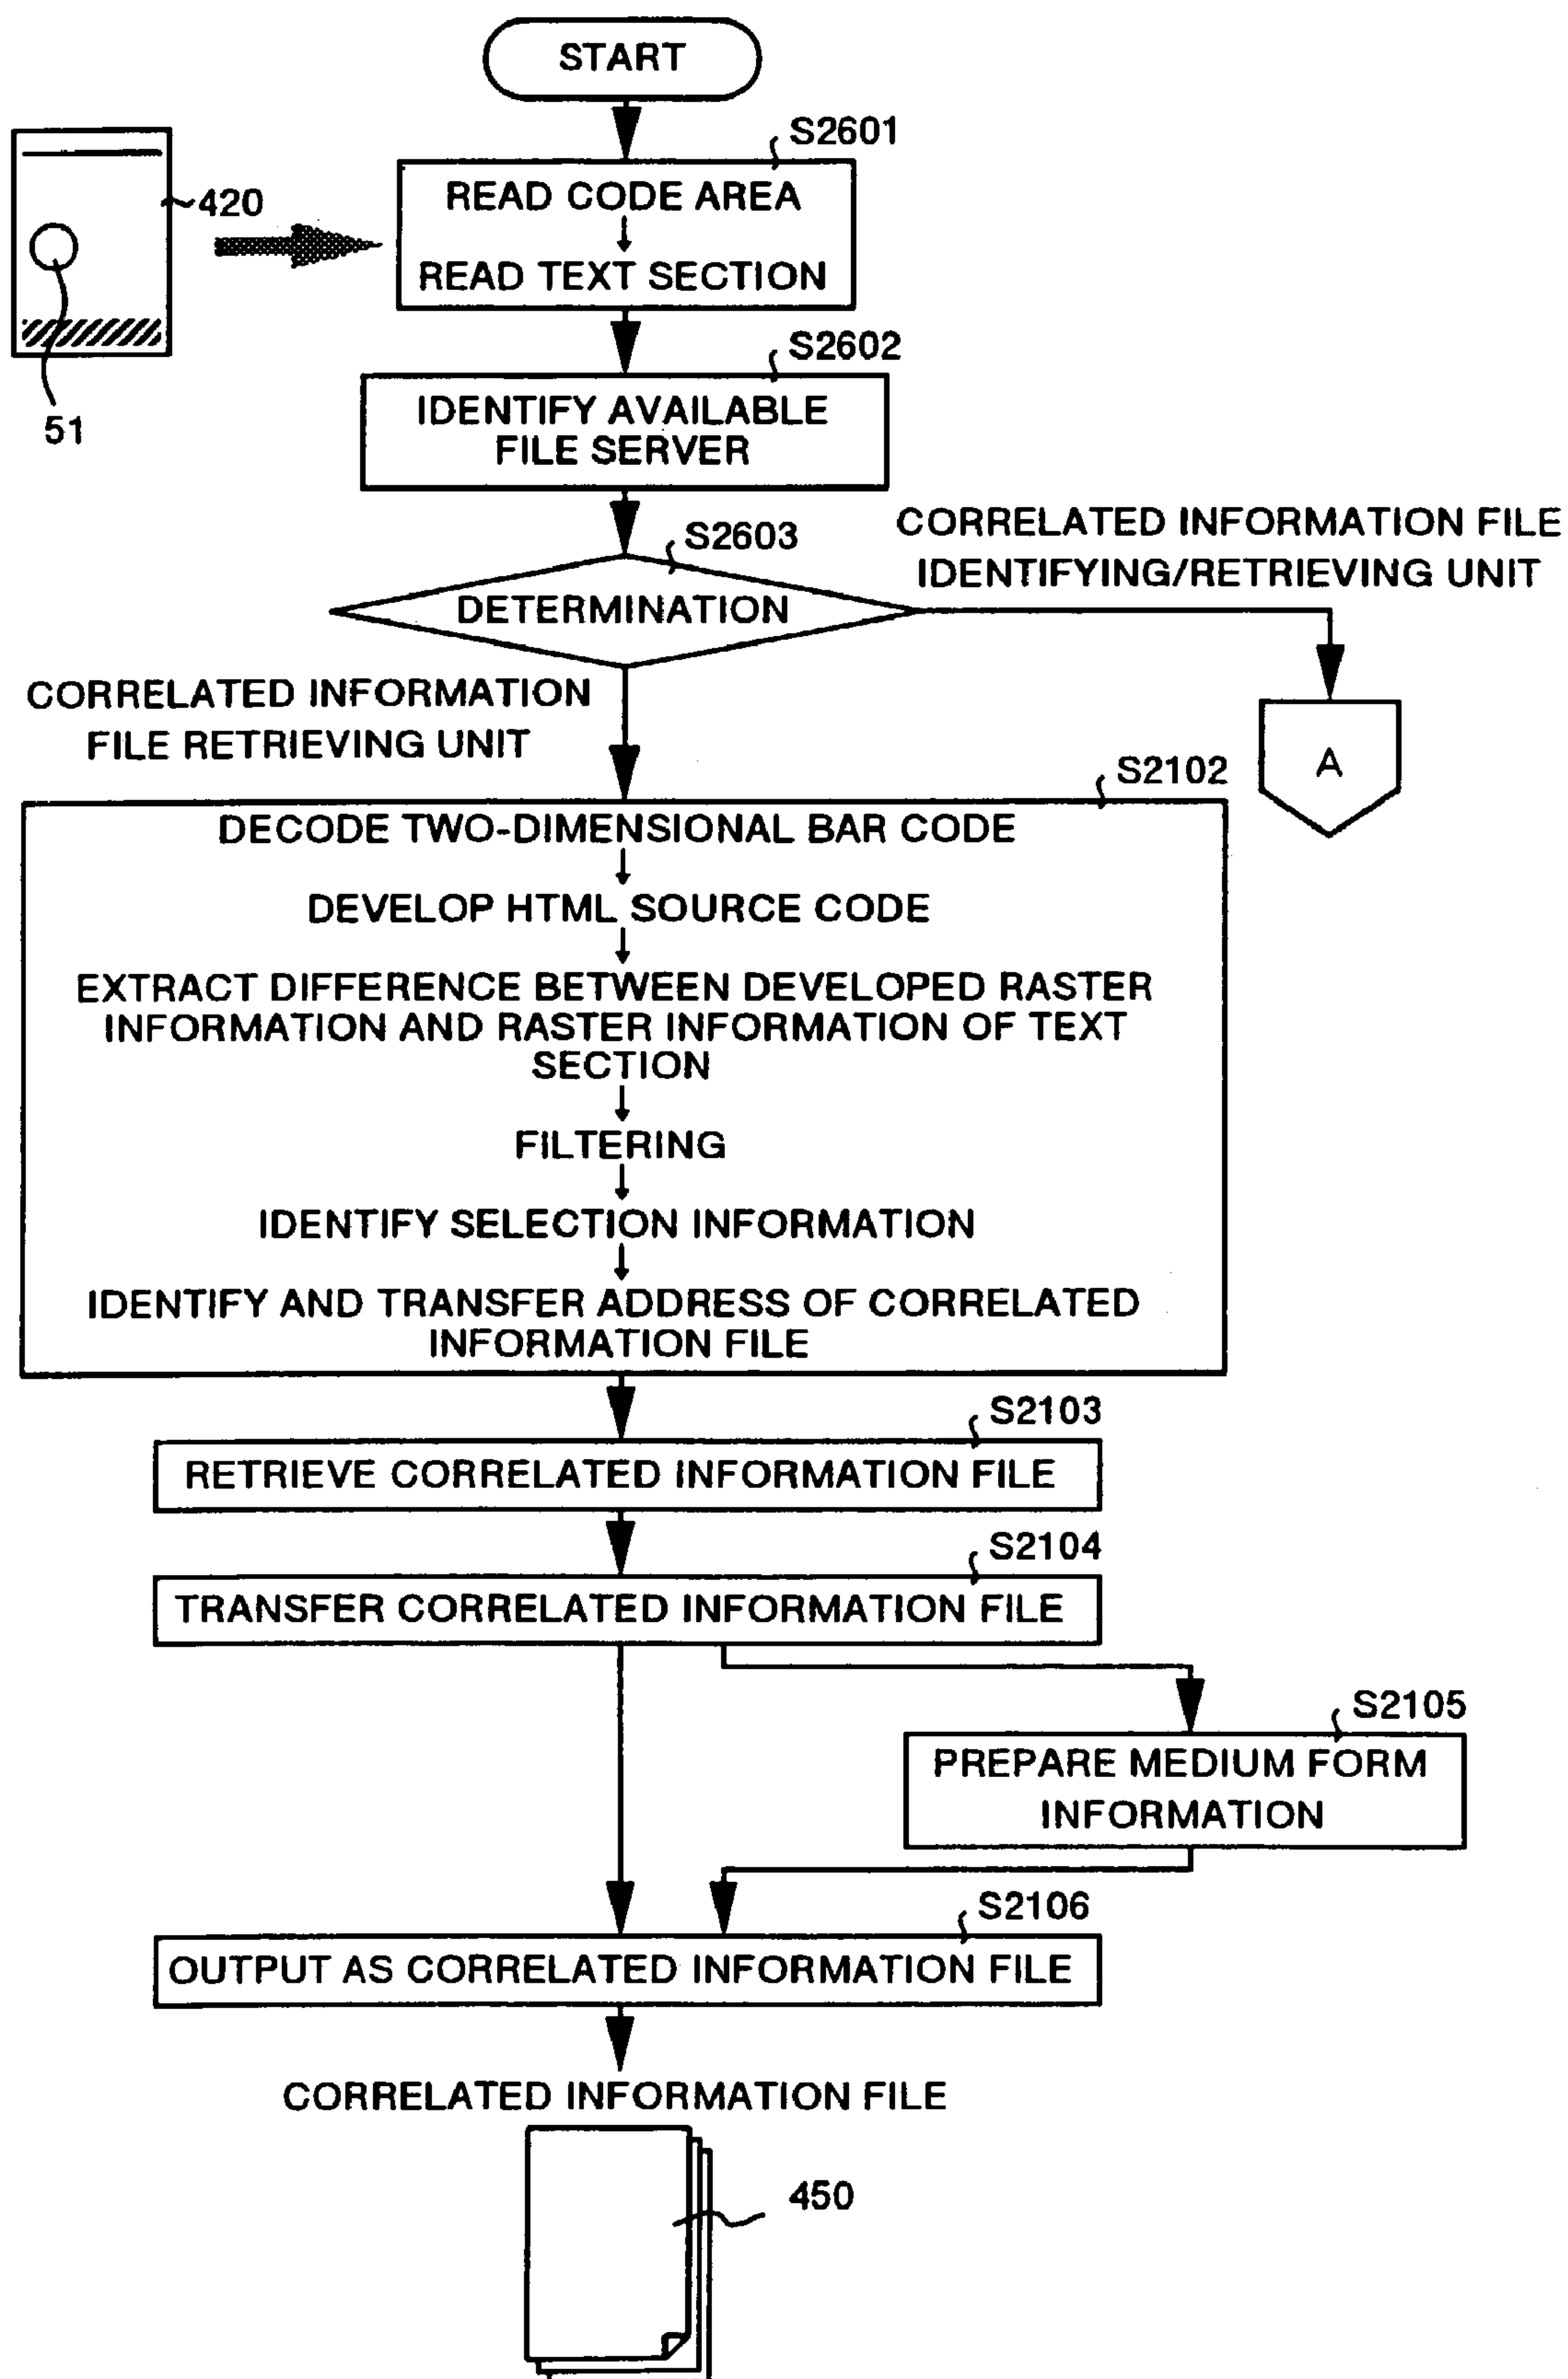 START
S2601
420
READ CODE AREA
READ TEXT SECTION
51
S2602
IDENTIFY AVAILABLE
FILE SERVER
S2603
CORRELATED INFORMATION FILE
IDENTIFYING/RETRIEVING UNIT
DETERMINATION
CORRELATED INFORMATION
FILE RETRIEVING UNIT
A
S2102
DECODE TWO-DIMENSIONAL BAR CODE
DEVELOP HTML SOURCE CODE
EXTRACT DIFFERENCE BETWEEN DEVELOPED RASTER
INFORMATION AND RASTER INFORMATION OF TEXT
SECTION
FILTERING
IDENTIFY SELECTION INFORMATION
IDENTIFY AND TRANSFER ADDRESS OF CORRELATED
INFORMATION FILE
S2103
RETRIEVE CORRELATED INFORMATION FILE
S2104
TRANSFER CORRELATED INFORMATION FILE
S2105
PREPARE MEDIUM FORM
INFORMATION
S2106
OUTPUT AS CORRELATED INFORMATION FILE
CORRELATED INFORMATION FILE
450